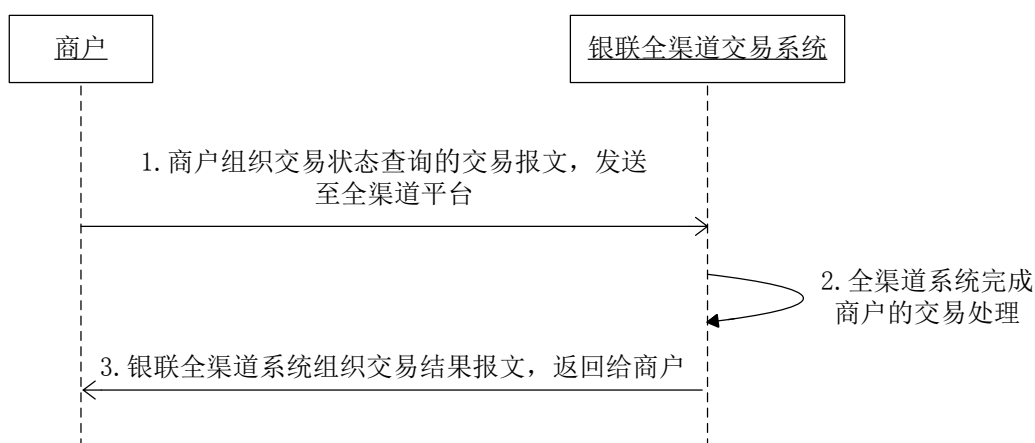 商户
银联全渠道交易系统
1.商户组织交易状态查询的交易报文，发送
至全渠道平台
2.全渠道系统完成
商户的交易处理
3.银联全渠道系统组织交易结果报文，返回给商户